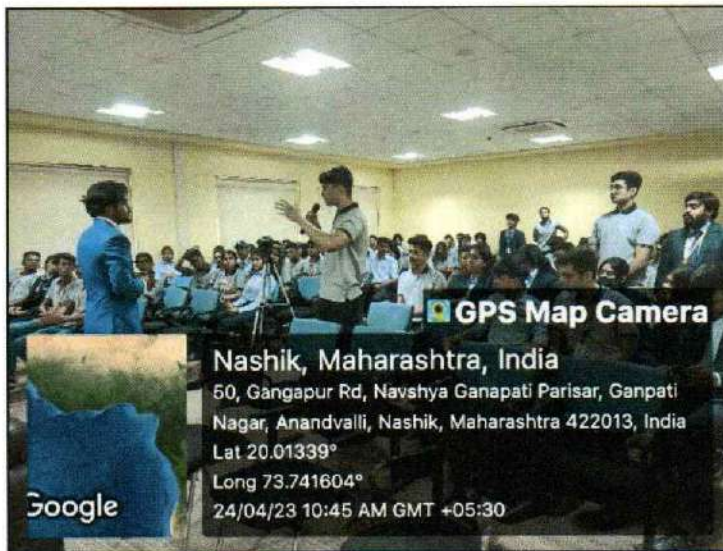 GPS Map Camera
Nashik, Maharashtra, India
50, Gangapur Rd, Navshya Ganapati Parisar, Ganpati
Nagar, Anandvalli, Nashik, Maharashtra 422013, India
Lat 20.01339°
Long 73.741604°
24/04/23 10:45 AM GMT +05:30
Google